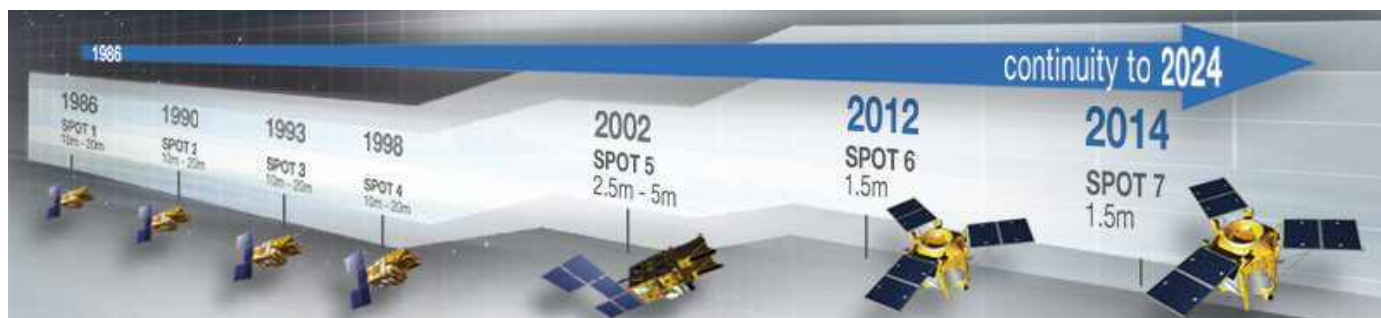 1986
continuity to 2024
1986
SPOT 1
10m - 20m
1990
SPOT 2
10m - 20m
1993
SPOT 3
10m - 20m
1998
SPOT 4
10m - 20m
2002
SPOT 5
2.5m - 5m
2012
SPOT 6
1.5m
2014
SPOT 7
1.5m